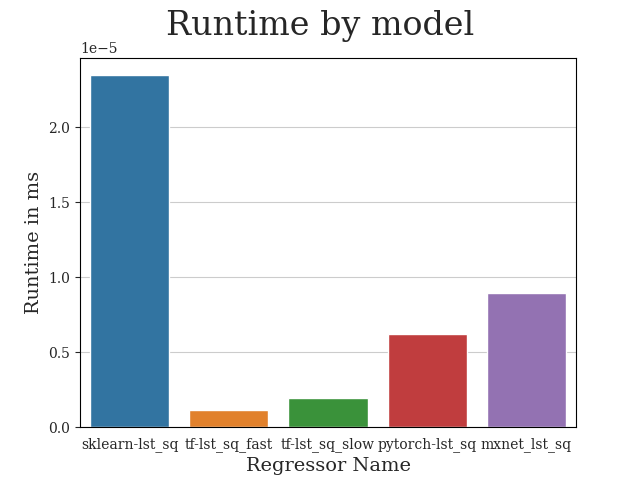 Runtime by model
1e−5
2.0
1.5
1.0
0.5
0.0
Runtime in ms
sklearn-lst_sq tf-lst_sq_fast tf-lst_sq_slow pytorch-lst_sq mxnet_lst_sq
Regressor Name